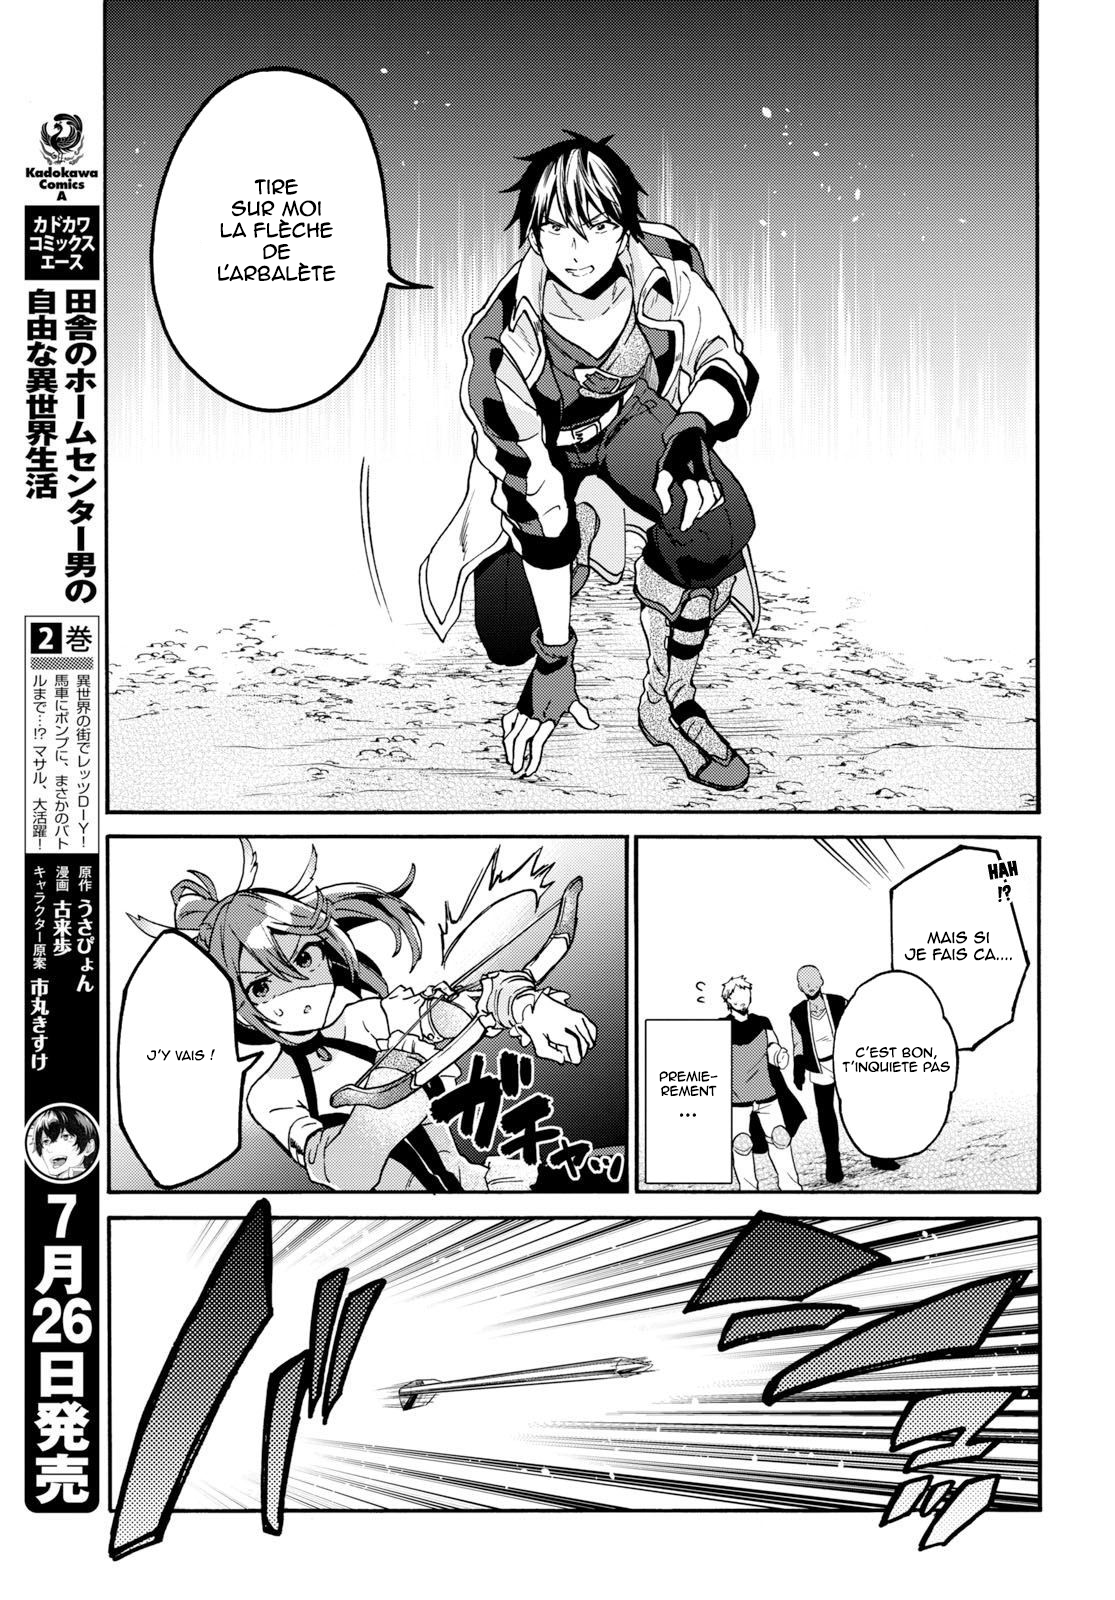 TIRE
SUR MOI
LA FLÈCHE
DE
L'ARBALÈTE
HAH
!?
MAIS SI
JE FAIS CA....
C'EST BON,
T'INQUIETE PAS
PREMIE-
REMENT
...
J'Y VAIS !
ガチャッ
Kadokawa
Comics
A
カドカワ
コミックス
エース
田舎のホームセンター男の
自由な異世界生活
2巻
異世界の街でレッツDIY！
馬車にポンプに、まさかのバト
ルまで…!? マサル、大活躍！
原作 うさぴょん
漫画 古来歩
キャラクター原案 市丸きすけ
7月26日発売